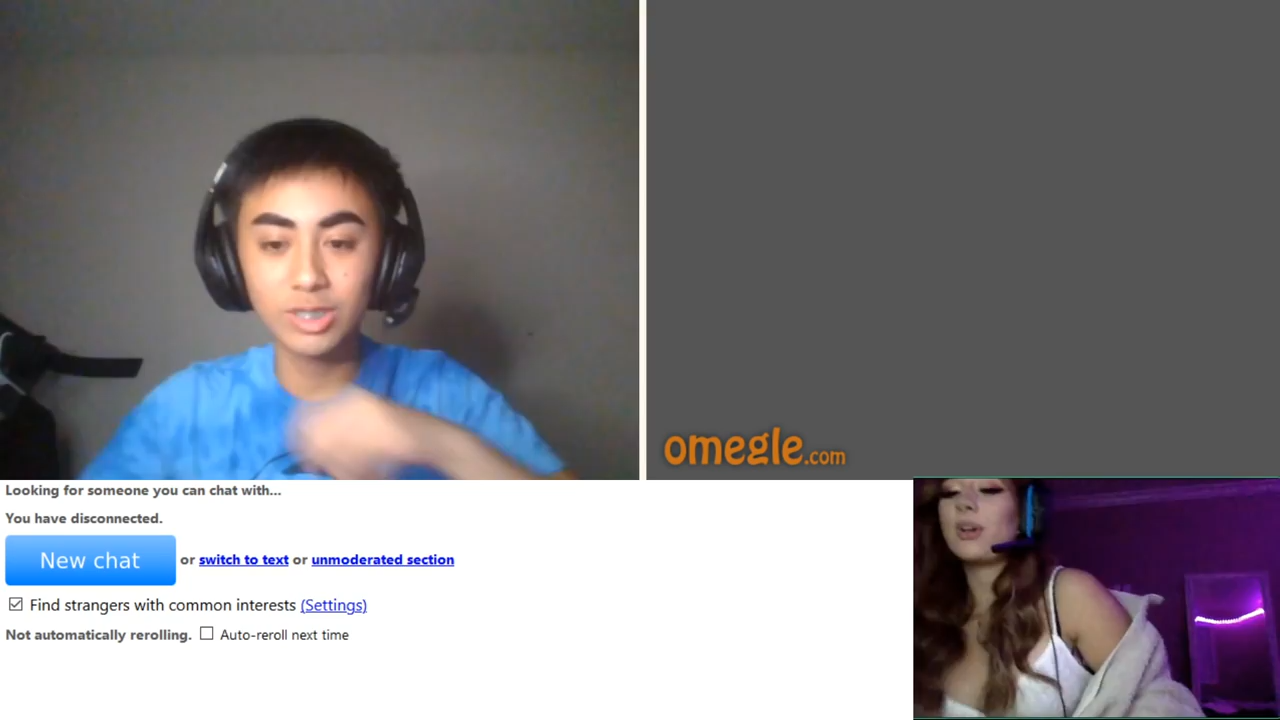 omegle.com
Looking for someone you can chat with...
You have disconnected.
New chat or switch to text or unmoderated section
Find strangers with common interests (Settings)
Not automatically rerolling. Auto-reroll next time